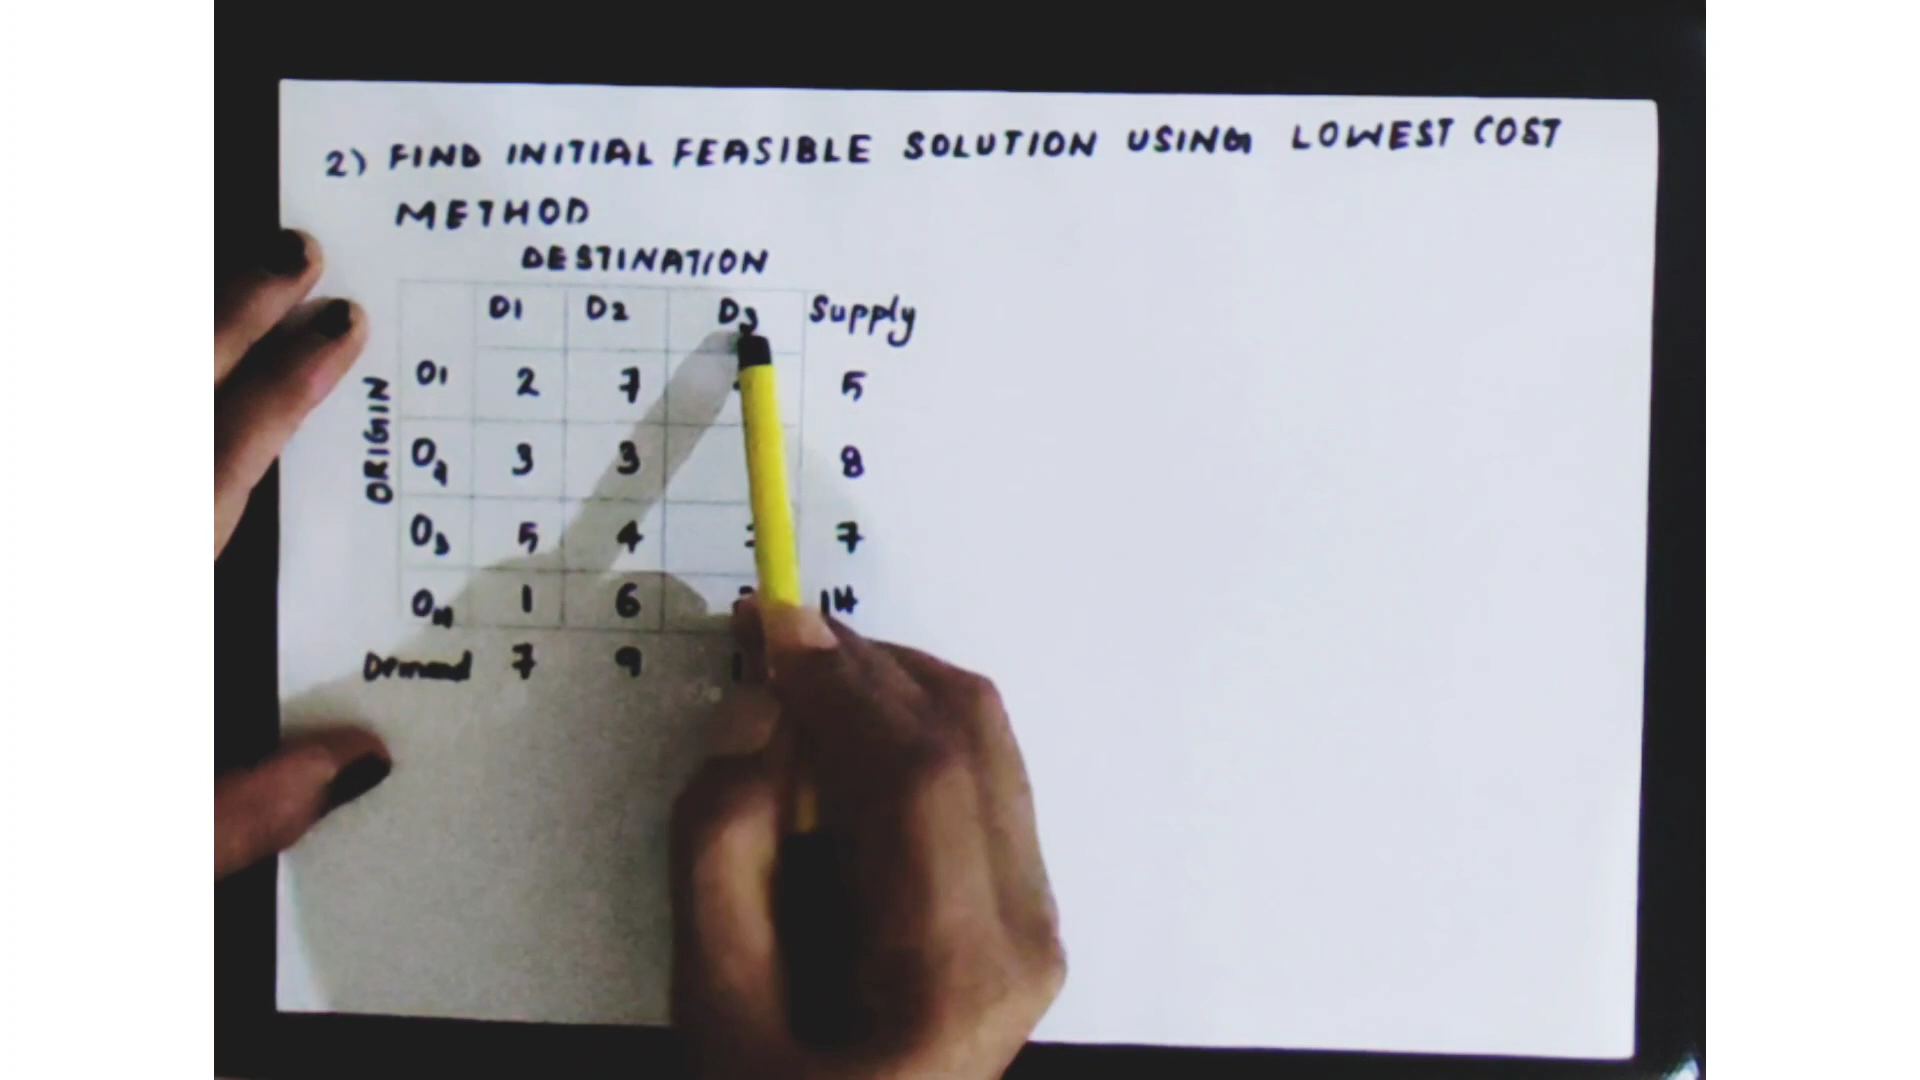 2) FIND INITIAL FEASIBLE SOLUTION USING LOWEST COST
METHOD
DESTINATION
D1 D2 D3 Supply
ORIGIN
O1 2 7 5
O2 3 3 8
O3 5 4 7
O4 1 6 14
Demand 7 9